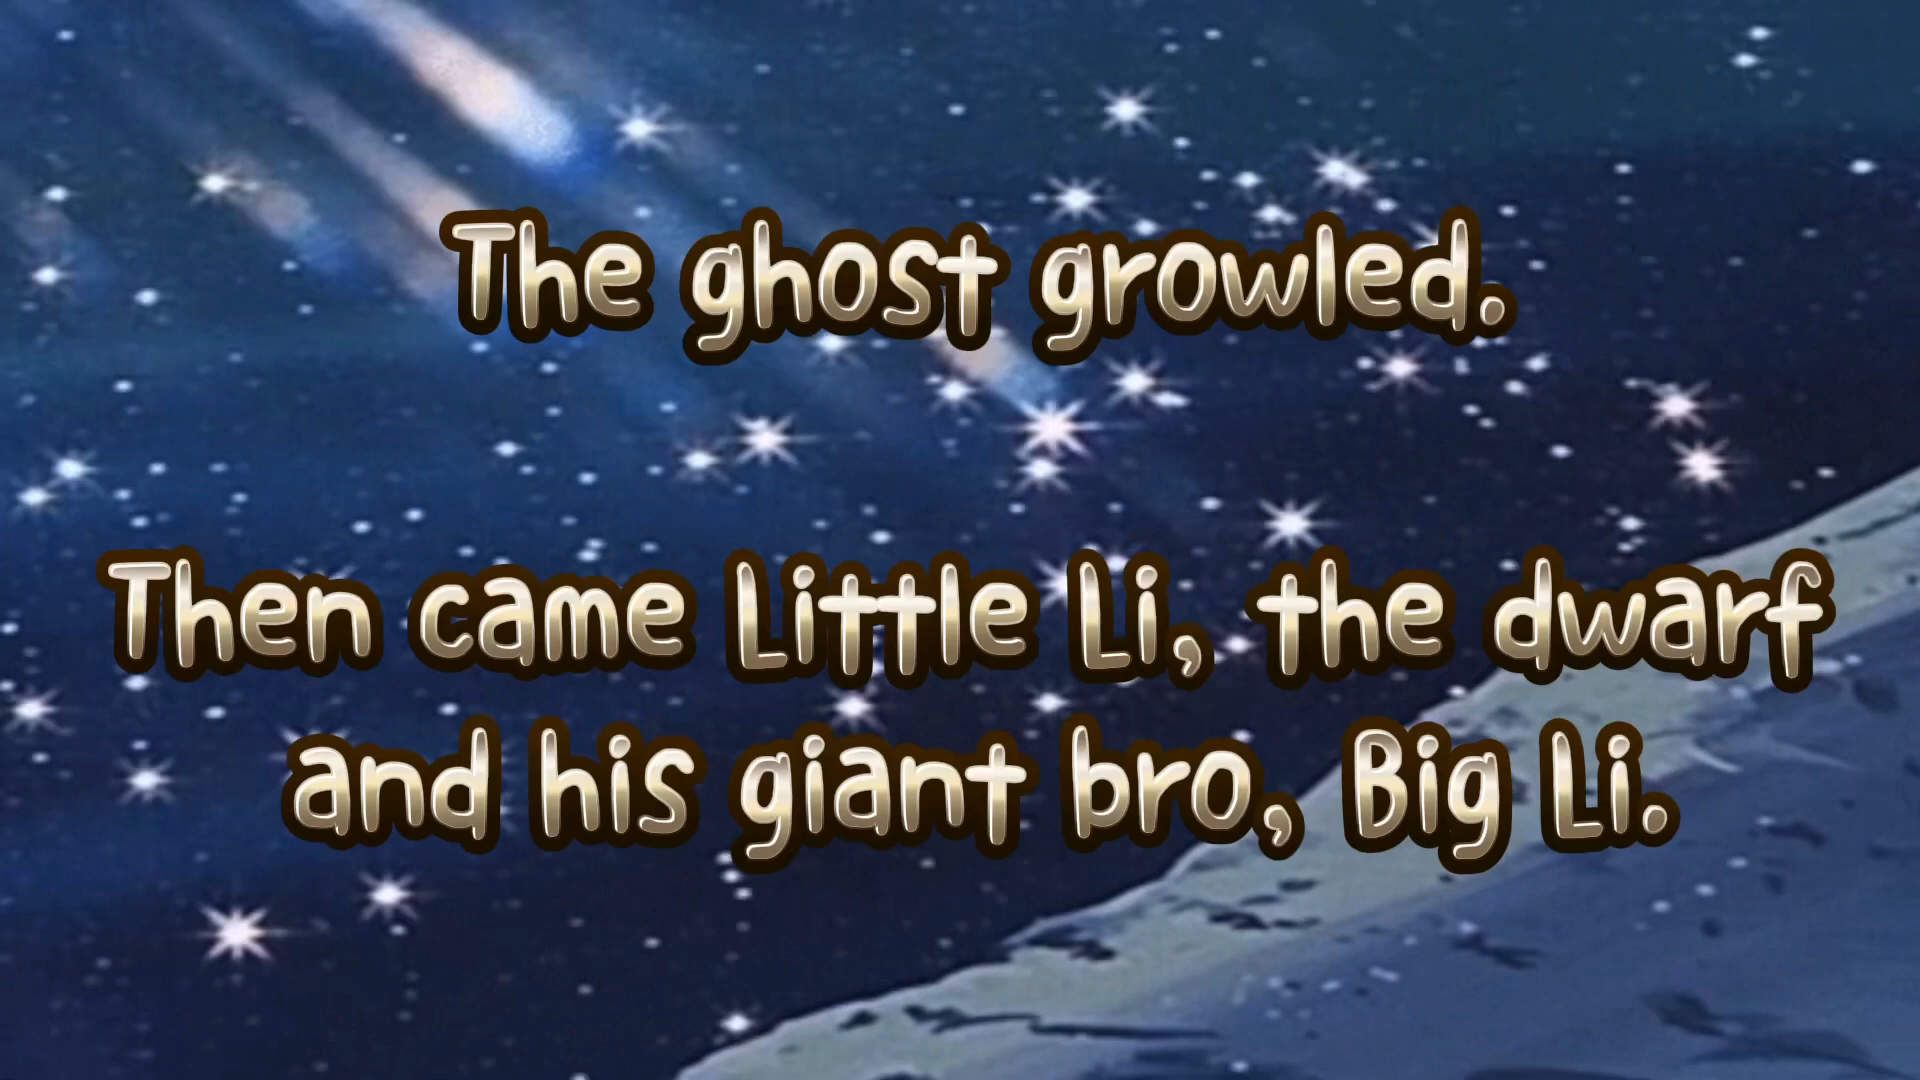 The ghost growled.
Then came Little Li, the dwarf
and his giant bro, Big Li.